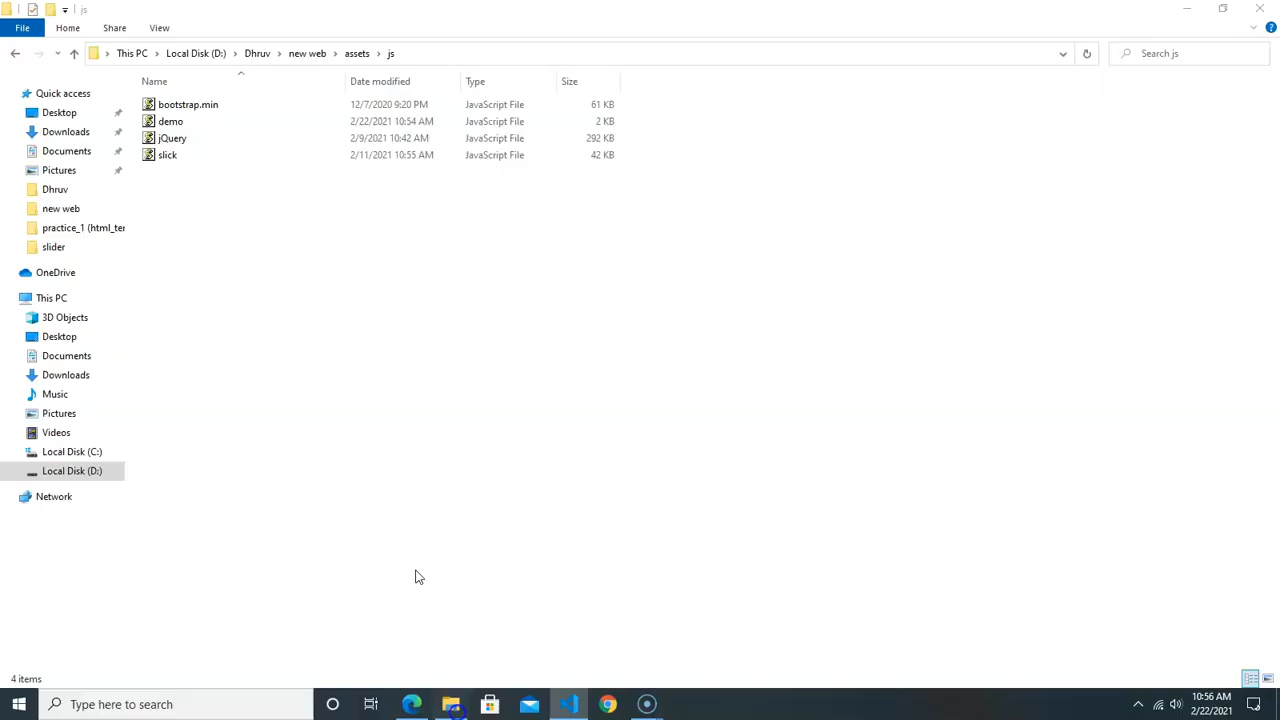 js
File Home Share View
This PC Local Disk (D:) Dhruv new web assets js Search js
Name Date modified Type Size
bootstrap.min 12/7/2020 9:20 PM JavaScript File 61 KB
demo 2/22/2021 10:54 AM JavaScript File 2 KB
jQuery 2/9/2021 10:42 AM JavaScript File 292 KB
slick 2/11/2021 10:55 AM JavaScript File 42 KB
Quick access
Desktop
Downloads
Documents
Pictures
Dhruv
new web
practice_1 (html_ter
slider
OneDrive
This PC
3D Objects
Desktop
Documents
Downloads
Music
Pictures
Videos
Local Disk (C:)
Local Disk (D:)
Network
4 items
Type here to search
10:56 AM
2/22/2021